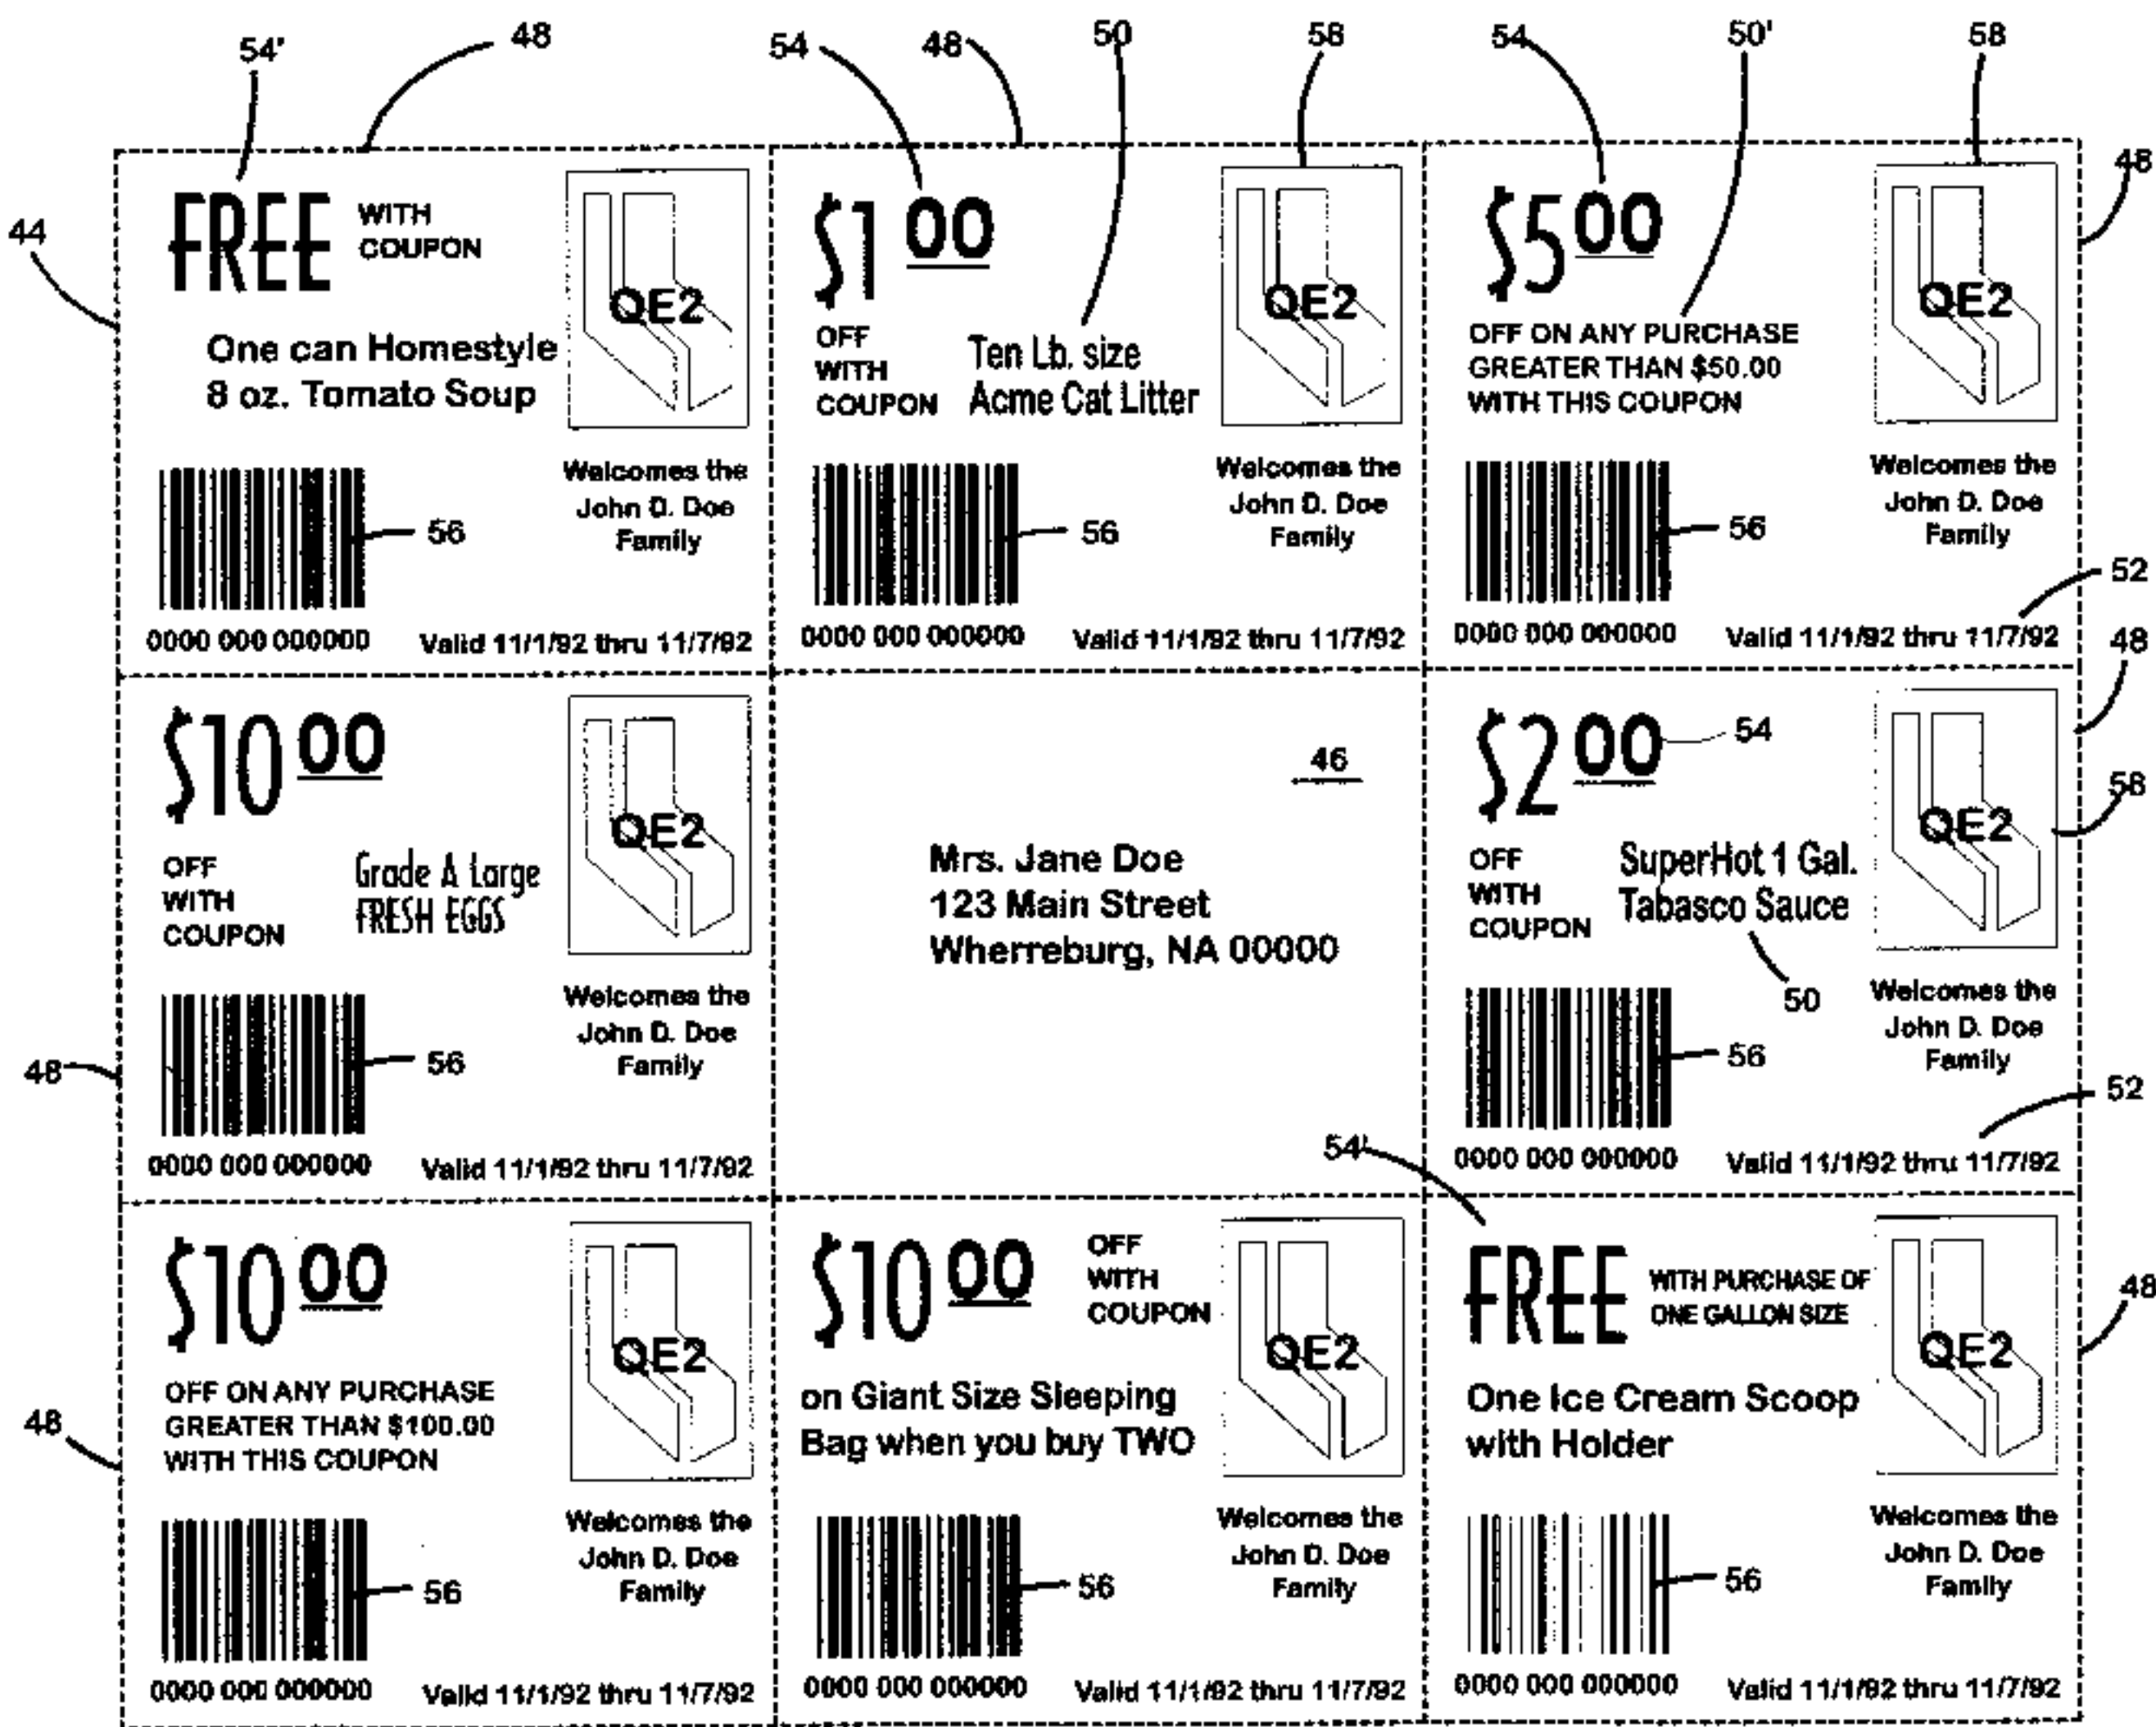 54' 48 54 48 50 58 54 50' 58
44
48
FREE WITH
COUPON
QE2
One can Homestyle
8 oz. Tomato Soup
Welcomes the
John D. Doe
Family
56
0000 000 000000 Valid 11/1/92 thru 11/7/92
$1 00
OFF
WITH
COUPON
Ten Lb. size
Acme Cat Litter
QE2
Welcomes the
John D. Doe
Family
56
0000 000 000000 Valid 11/1/92 thru 11/7/92
$5 00
OFF ON ANY PURCHASE
GREATER THAN $50.00
WITH THIS COUPON
QE2
Welcomes the
John D. Doe
Family
56
52
0000 000 000000 Valid 11/1/92 thru 11/7/92
48
$10 00
OFF
WITH
COUPON
Grade A Large
FRESH EGGS
QE2
Welcomes the
John D. Doe
Family
48
56
0000 000 000000 Valid 11/1/92 thru 11/7/92
46
Mrs. Jane Doe
123 Main Street
Wherreburg, NA 00000
$2 00
54
58
OFF
WITH
COUPON
SuperHot 1 Gal.
Tabasco Sauce
50
QE2
Welcomes the
John D. Doe
Family
56
52
54'
0000 000 000000 Valid 11/1/92 thru 11/7/92
$10 00
OFF ON ANY PURCHASE
GREATER THAN $100.00
WITH THIS COUPON
QE2
Welcomes the
John D. Doe
Family
48
56
0000 000 000000 Valid 11/1/92 thru 11/7/92
$10 00
OFF
WITH
COUPON
on Giant Size Sleeping
Bag when you buy TWO
QE2
Welcomes the
John D. Doe
Family
56
0000 000 000000 Valid 11/1/92 thru 11/7/92
FREE WITH PURCHASE OF
ONE GALLON SIZE
One Ice Cream Scoop
with Holder
QE2
48
Welcomes the
John D. Doe
Family
56
0000 000 000000 Valid 11/1/92 thru 11/7/92